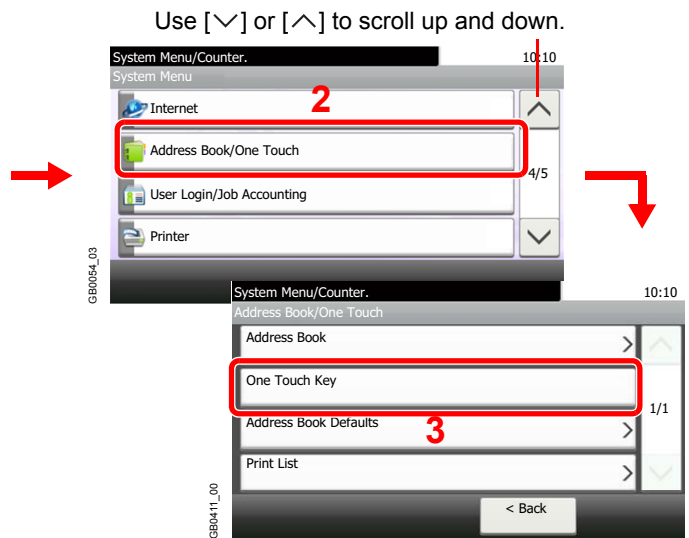 Use [∨] or [∧] to scroll up and down.
System Menu/Counter. 10:10
System Menu
Internet
2
Address Book/One Touch
4/5
User Login/Job Accounting
Printer
GB0054_03
System Menu/Counter. 10:10
Address Book/One Touch
Address Book >
One Touch Key
1/1
Address Book Defaults >
3
Print List >
< Back
GB0411_00